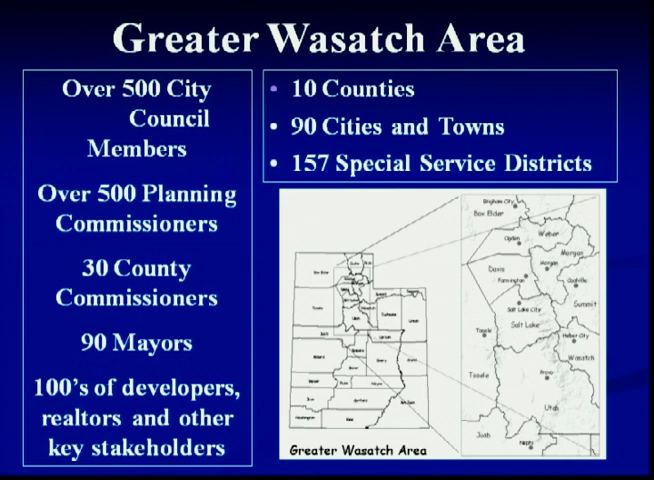 Greater Wasatch Area
Over 500 City
Council
Members
Over 500 Planning
Commissioners
30 County
Commissioners
90 Mayors
100's of developers,
realtors and other
key stakeholders
• 10 Counties
• 90 Cities and Towns
• 157 Special Service Districts
Brigham City
Box Elder
Weber
Ogden
Morgan
Morgan
Davis
Farmington
Coalville
Summit
Salt Lake City
Salt Lake
Tooele
Heber City
Wasatch
Tooele
Provo
Utah
Juab
Nephi
Greater Wasatch Area